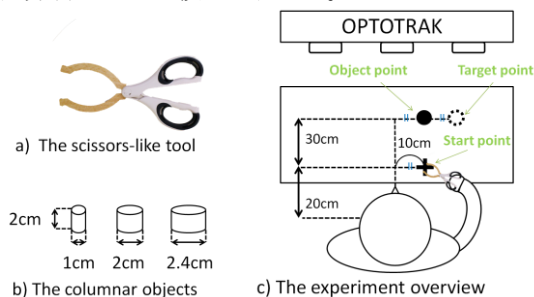 OPTOTRAK
Object point
Target point
30cm
10cm
Start point
20cm
a) The scissors-like tool
2cm
1cm
2cm
2.4cm
b) The columnar objects
c) The experiment overview